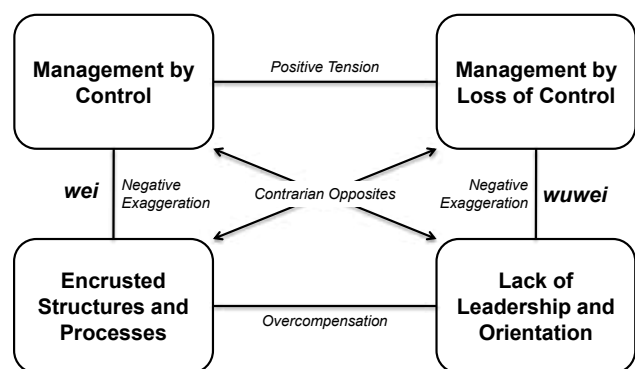 Management by
Control
Positive Tension
Management by
Loss of Control
wei
Negative
Exaggeration
Contrarian Opposites
Negative
Exaggeration
wuwei
Encrusted
Structures and
Processes
Overcompensation
Lack of
Leadership and
Orientation